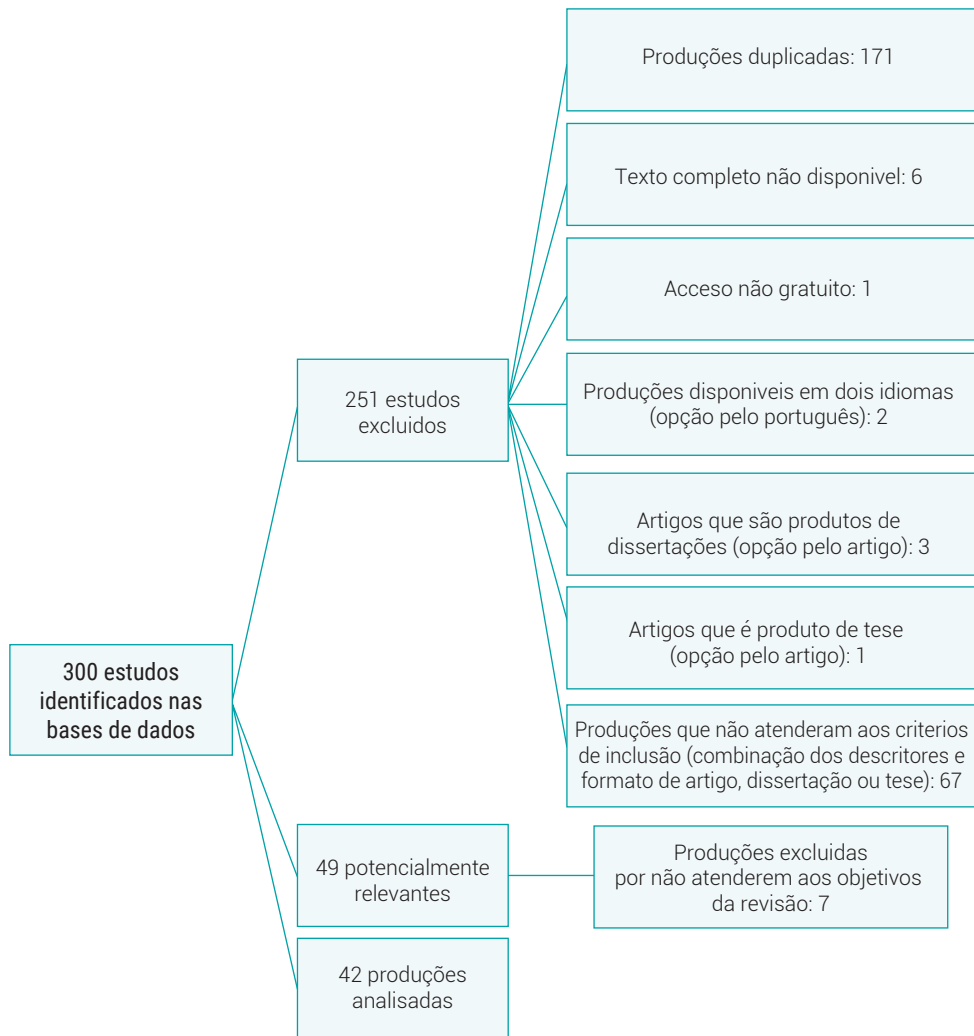 Produções duplicadas: 171
Texto completo não disponivel: 6
Acceso não gratuito: 1
251 estudos
excluidos
Produções disponiveis em dois idiomas
(opção pelo português): 2
Artigos que são produtos de
dissertações (opção pelo artigo): 3
Artigos que é produto de tese
(opção pelo artigo): 1
300 estudos
identificados nas
bases de dados
Produções que não atenderam aos criterios
de inclusão (combinação dos descritores e
formato de artigo, dissertação ou tese): 67
49 potencialmente
relevantes
Produções excluidas
por não atenderem aos objetivos
da revisão: 7
42 produções
analisadas